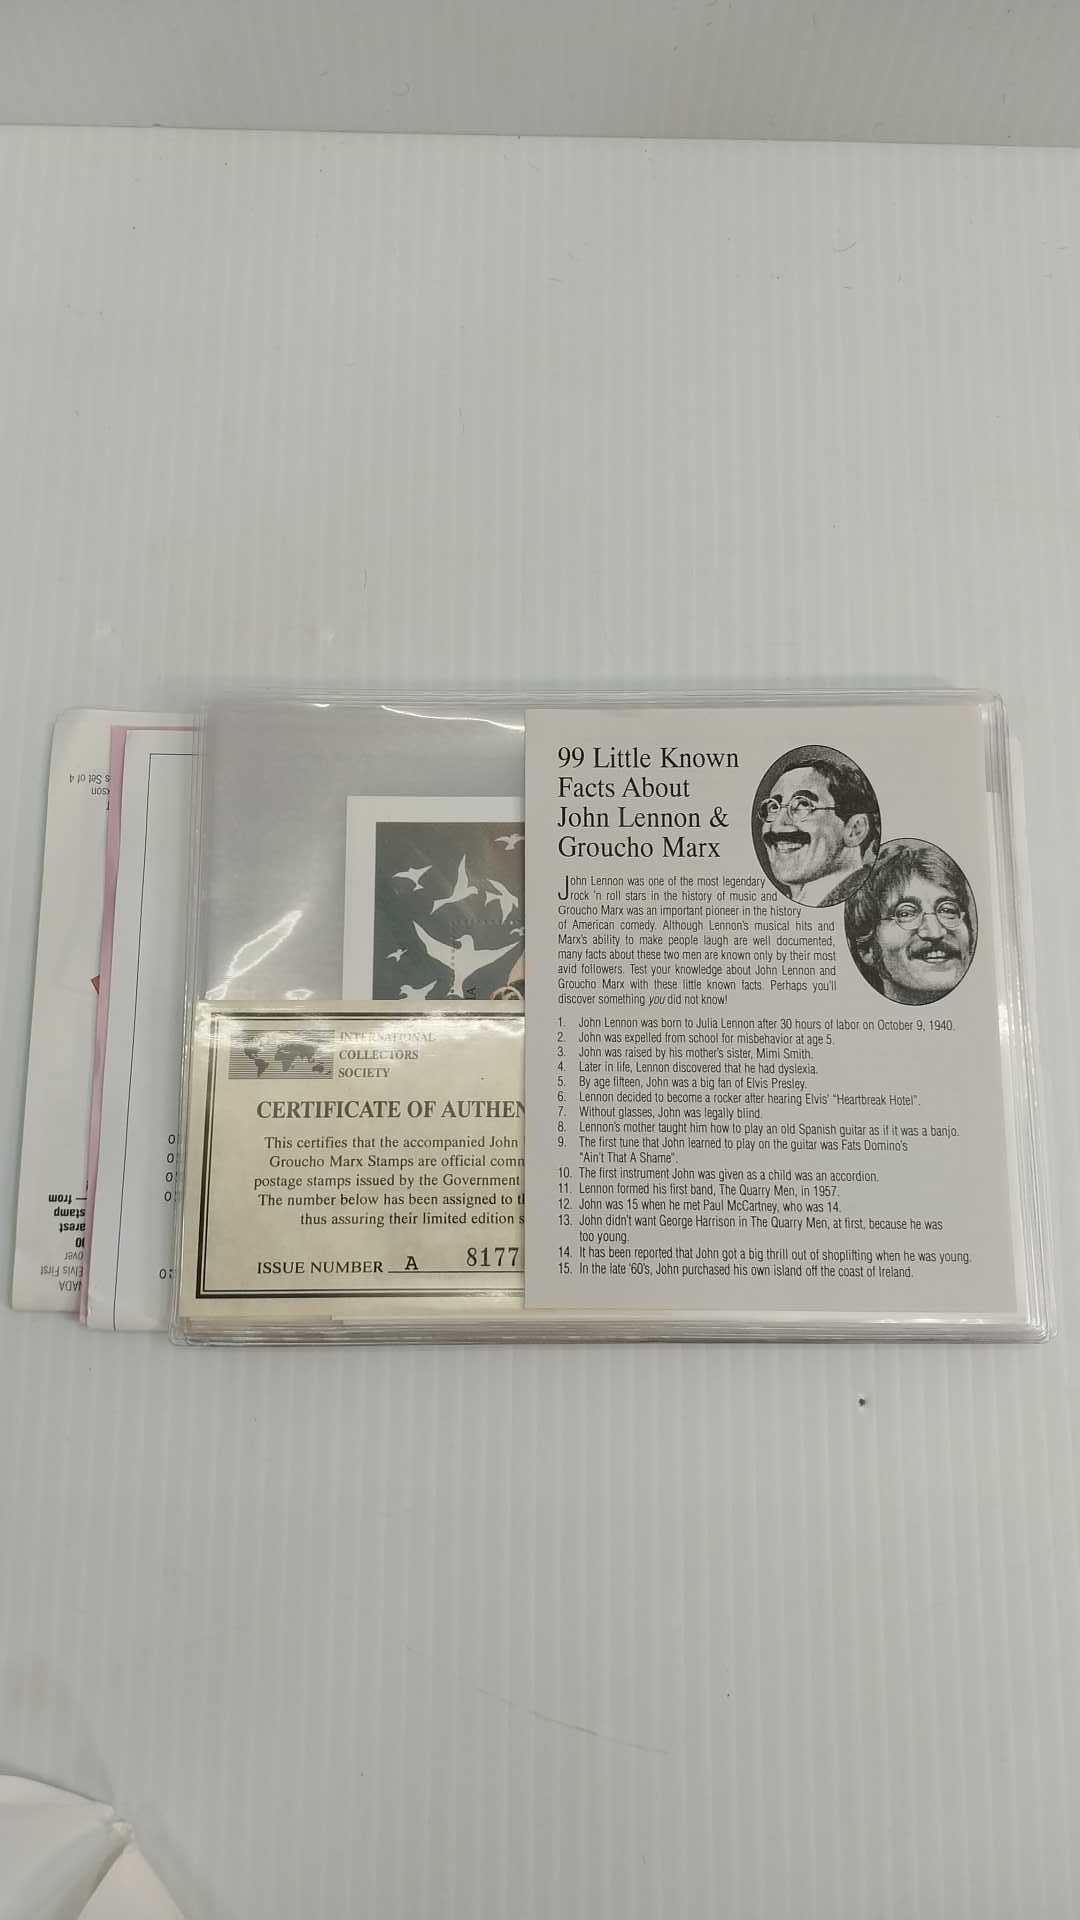 99 Little Known
Facts About
John Lennon &
Groucho Marx
John Lennon was one of the most legendary
rock 'n roll stars in the history of music and
Groucho Marx was an important pioneer in the history
of American comedy. Although Lennon's musical hits and
Marx's ability to make people laugh are well documented,
many facts about these two men are known only by their most
avid followers. Test your knowledge about John Lennon and
Groucho Marx with these little known facts. Perhaps you'll
discover something you did not know!
1. John Lennon was born to Julia Lennon after 30 hours of labor on October 9, 1940.
2. John was expelled from school for misbehavior at age 5.
3. John was raised by his mother's sister, Mimi Smith.
4. Later in life, Lennon discovered that he had dyslexia.
5. By age fifteen, John was a big fan of Elvis Presley.
6. Lennon decided to become a rocker after hearing Elvis' "Heartbreak Hotel".
7. Without glasses, John was legally blind.
8. Lennon's mother taught him how to play an old Spanish guitar as if it was a banjo.
9. The first tune that John learned to play on the guitar was Fats Domino's
"Ain't That A Shame".
10. The first instrument John was given as a child was an accordion.
11. Lennon formed his first band, The Quarry Men, in 1957.
12. John was 15 when he met Paul McCartney, who was 14.
13. John didn't want George Harrison in The Quarry Men, at first, because he was
too young.
14. It has been reported that John got a big thrill out of shoplifting when he was young.
15. In the late '60's, John purchased his own island off the coast of Ireland.
INTERNATIONAL
COLLECTORS
SOCIETY
CERTIFICATE OF AUTHEN
This certifies that the accompanied John
Groucho Marx Stamps are official comm
postage stamps issued by the Government
The number below has been assigned to th
thus assuring their limited edition s
ISSUE NUMBER A 8177
NADA
Elvis First
over
00
arest
stamp
— from
s Set of 4